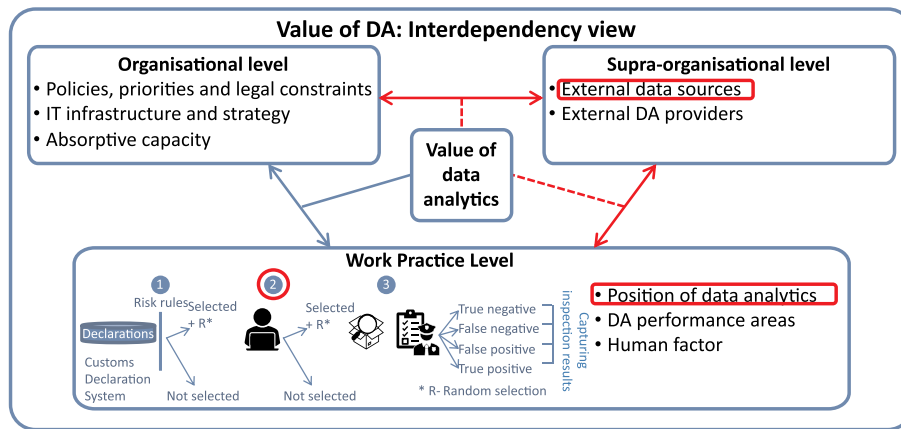 Value of DA: Interdependency view
Organisational level
• Policies, priorities and legal constraints
• IT infrastructure and strategy
• Absorptive capacity
Supra-organisational level
• External data sources
• External DA providers
Value of
data
analytics
Work Practice Level
1
2
3
Risk rules
Selected
+ R*
Declarations
Customs
Declaration
System
Not selected
Selected
+ R*
Not selected
True negative
False negative
False positive
True positive
* R- Random selection
Capturing
inspection results
• Position of data analytics
• DA performance areas
• Human factor